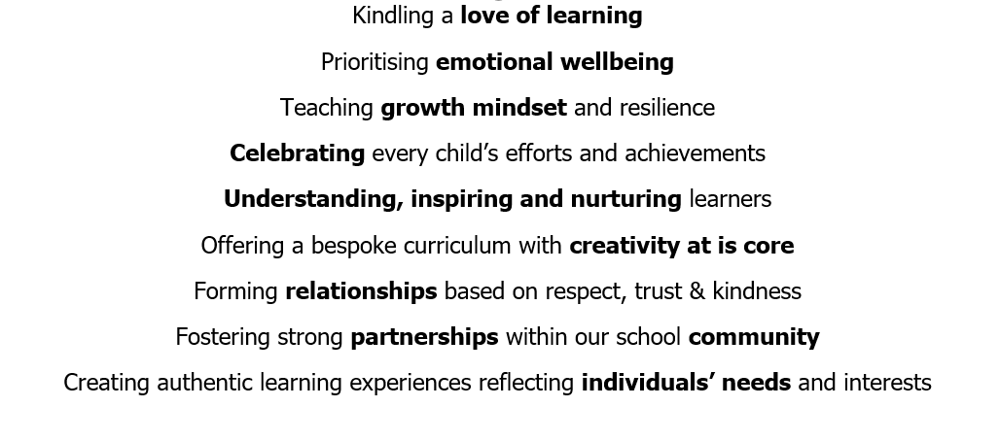 Kindling a love of learning
Prioritising emotional wellbeing
Teaching growth mindset and resilience
Celebrating every child’s efforts and achievements
Understanding, inspiring and nurturing learners
Offering a bespoke curriculum with creativity at is core
Forming relationships based on respect, trust & kindness
Fostering strong partnerships within our school community
Creating authentic learning experiences reflecting individuals’ needs and interests